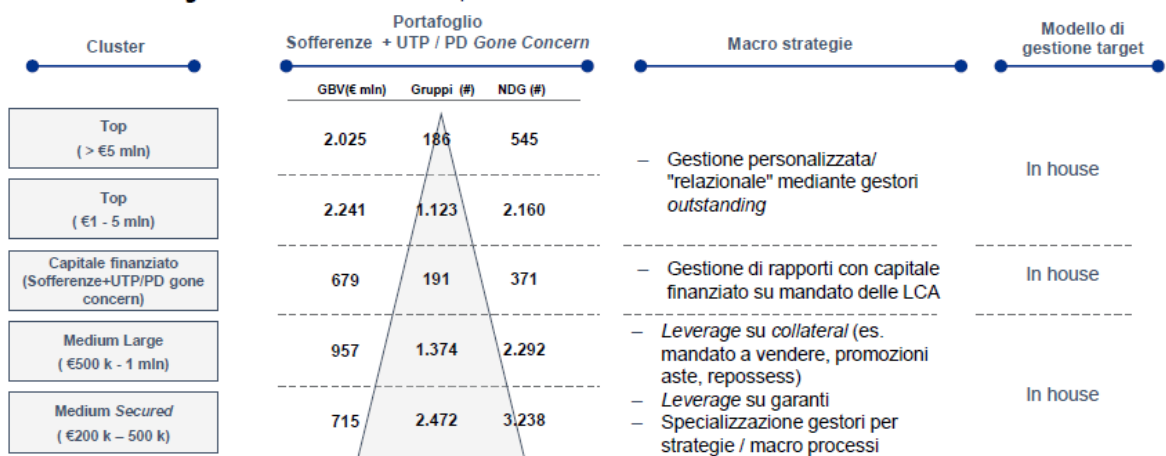 Cluster
Portafoglio
Sofferenze + UTP / PD Gone Concern
Macro strategie
Modello di
gestione target
GBV(€ mln) Gruppi (#) NDG (#)
Top
( > €5 mln)
2.025 186 545
Top
( €1 - 5 mln)
2.241 1.123 2.160
– Gestione personalizzata/
"relazionale" mediante gestori
outstanding
In house
Capitale finanziato
(Sofferenze+UTP/PD gone
concern)
679 191 371
– Gestione di rapporti con capitale
finanziato su mandato delle LCA
In house
Medium Large
( €500 k - 1 mln)
957 1.374 2.292
Medium Secured
( €200 k – 500 k)
715 2.472 3.238
– Leverage su collateral (es.
mandato a vendere, promozioni
aste, repossess)
– Leverage su garanti
– Specializzazione gestori per
strategie / macro processi
In house